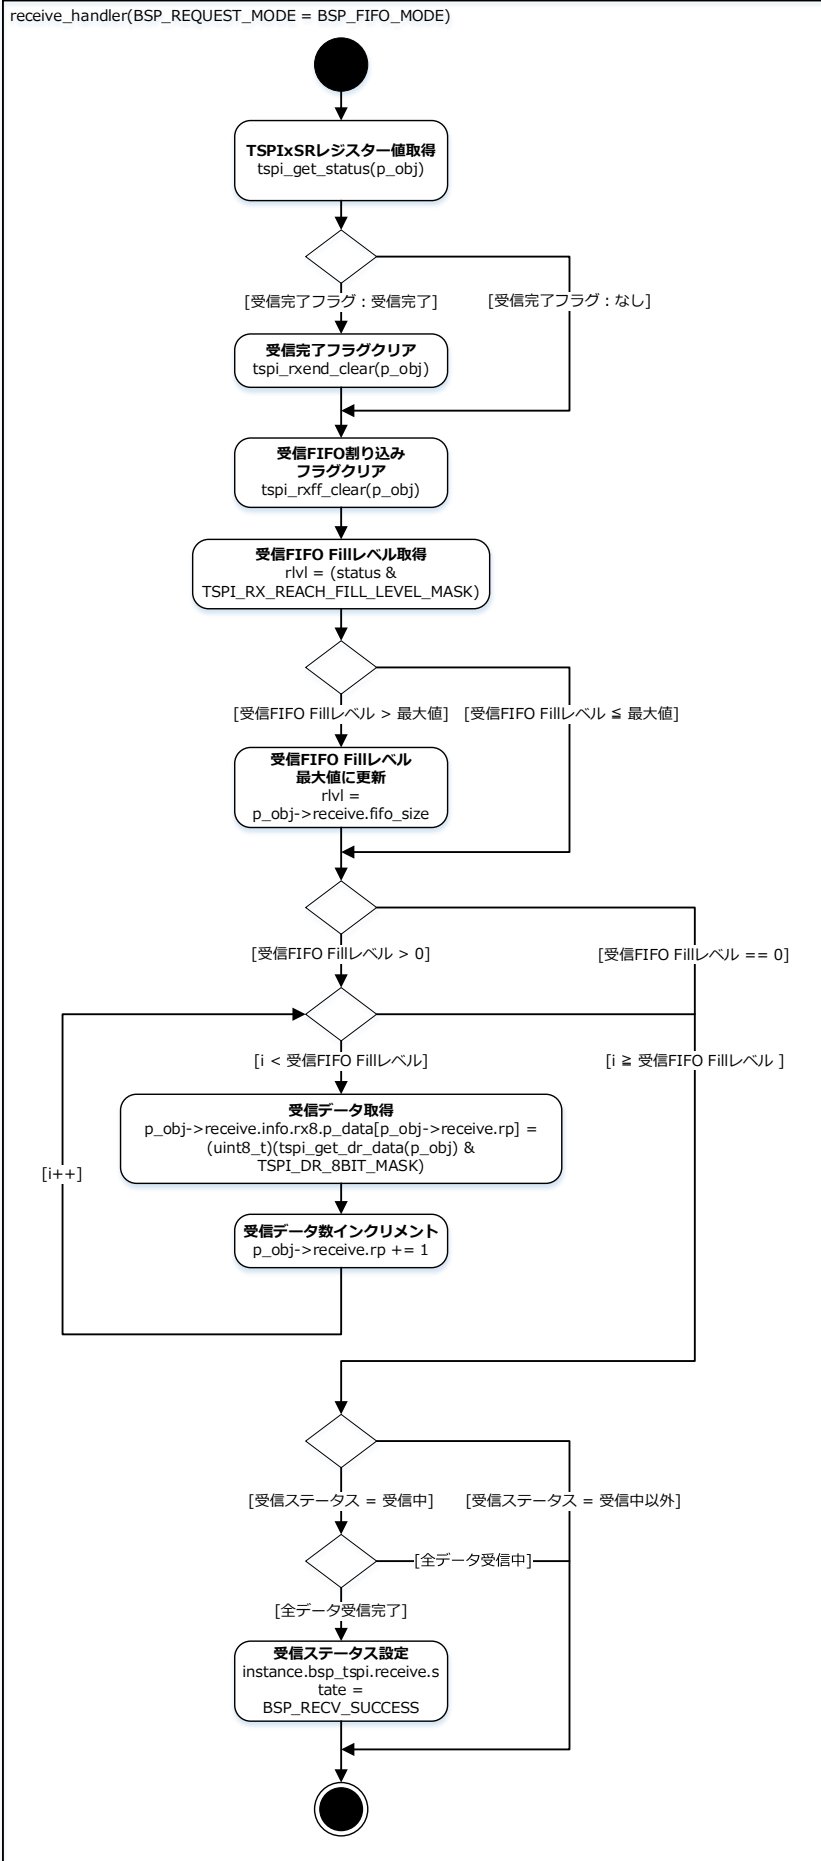 receive_handler(BSP_REQUEST_MODE = BSP_FIFO_MODE)
TSPIxSRレジスター値取得
tspi_get_status(p_obj)
[受信完了フラグ : 受信完了]
[受信完了フラグ : なし]
受信完了フラグクリア
tspi_rxend_clear(p_obj)
受信FIFO割り込み
フラグクリア
tspi_rxff_clear(p_obj)
受信FIFO Fillレベル取得
rlvl = (status &
TSPI_RX_REACH_FILL_LEVEL_MASK)
[受信FIFO Fillレベル > 最大値]
[受信FIFO Fillレベル ≦ 最大値]
受信FIFO Fillレベル
最大値に更新
rlvl =
p_obj->receive.fifo_size
[受信FIFO Fillレベル > 0]
[受信FIFO Fillレベル == 0]
[i < 受信FIFO Fillレベル]
[i ≧ 受信FIFO Fillレベル ]
受信データ取得
p_obj->receive.info.rx8.p_data[p_obj->receive.rp] =
(uint8_t)(tspi_get_dr_data(p_obj) &
TSPI_DR_8BIT_MASK)
[i++]
受信データ数インクリメント
p_obj->receive.rp += 1
[受信ステータス = 受信中]
[受信ステータス = 受信中以外]
[全データ受信中]
[全データ受信完了]
受信ステータス設定
instance.bsp_tspi.receive.s
tate =
BSP_RECV_SUCCESS